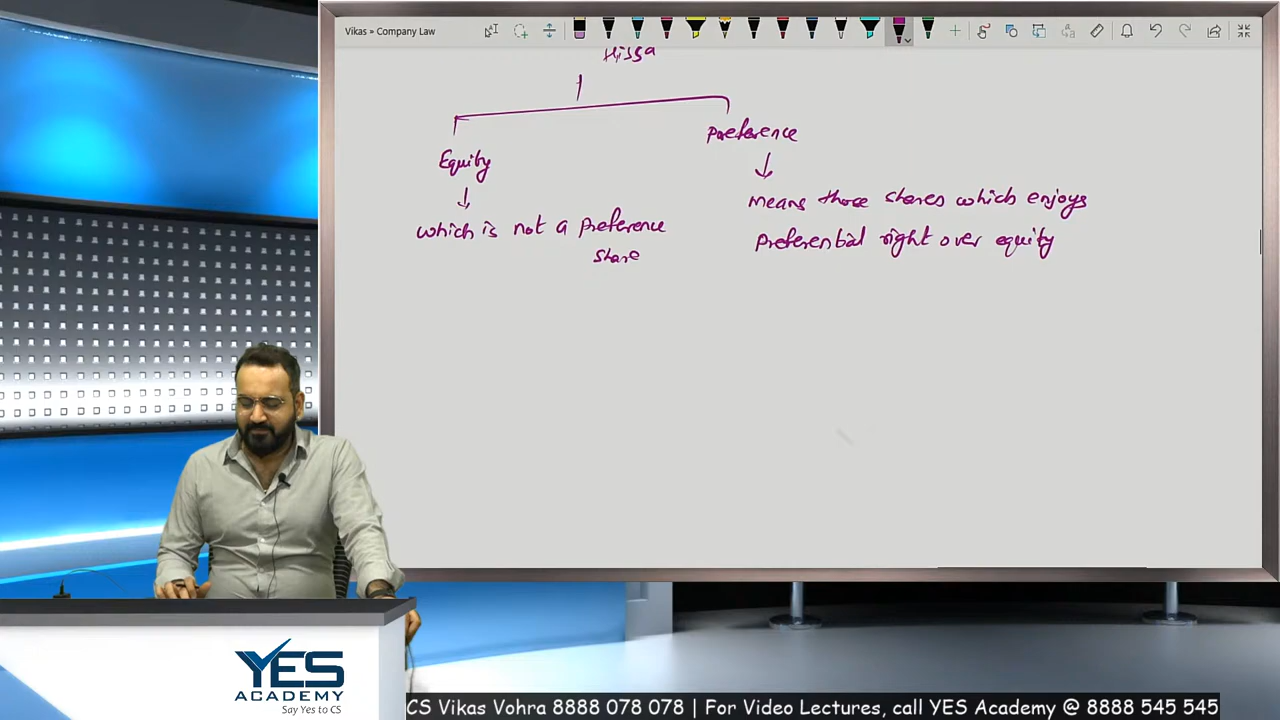 Vikas » Company Law
Hissa
Equity
Preference
which is not a preference
share
means those shares which enjoys
preferential right over equity
YES
ACADEMY
Say Yes to CS
CS Vikas Vohra 8888 078 078 | For Video Lectures, call YES Academy @ 8888 545 545